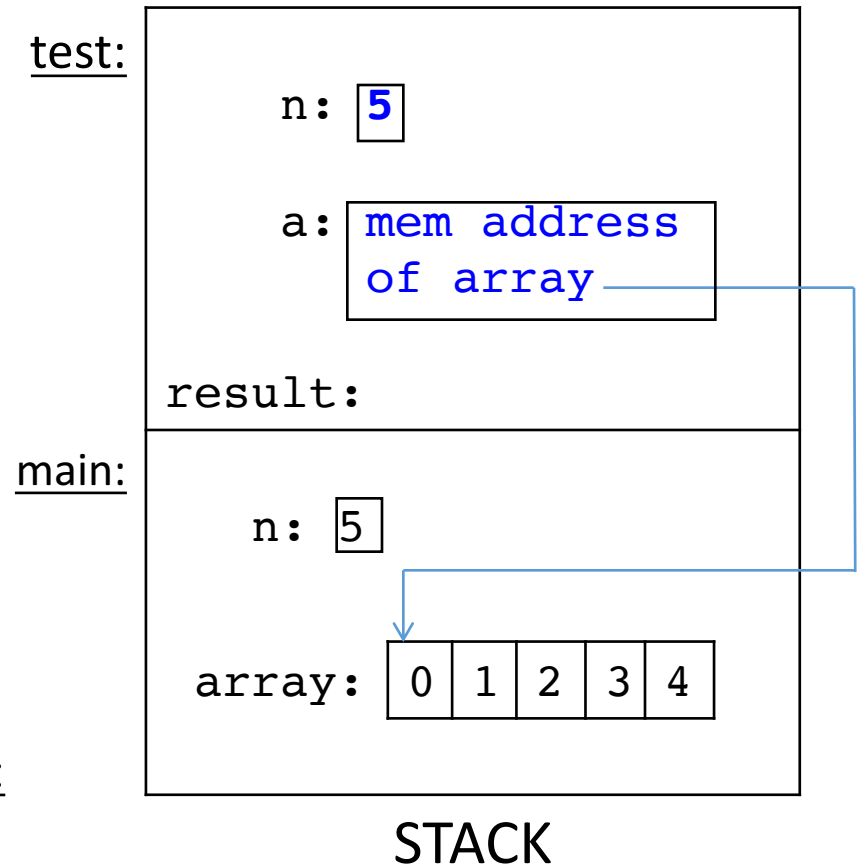 test:
n: 5
a: mem address
of array
result:
main:
n: 5
array: 0 1 2 3 4
STACK